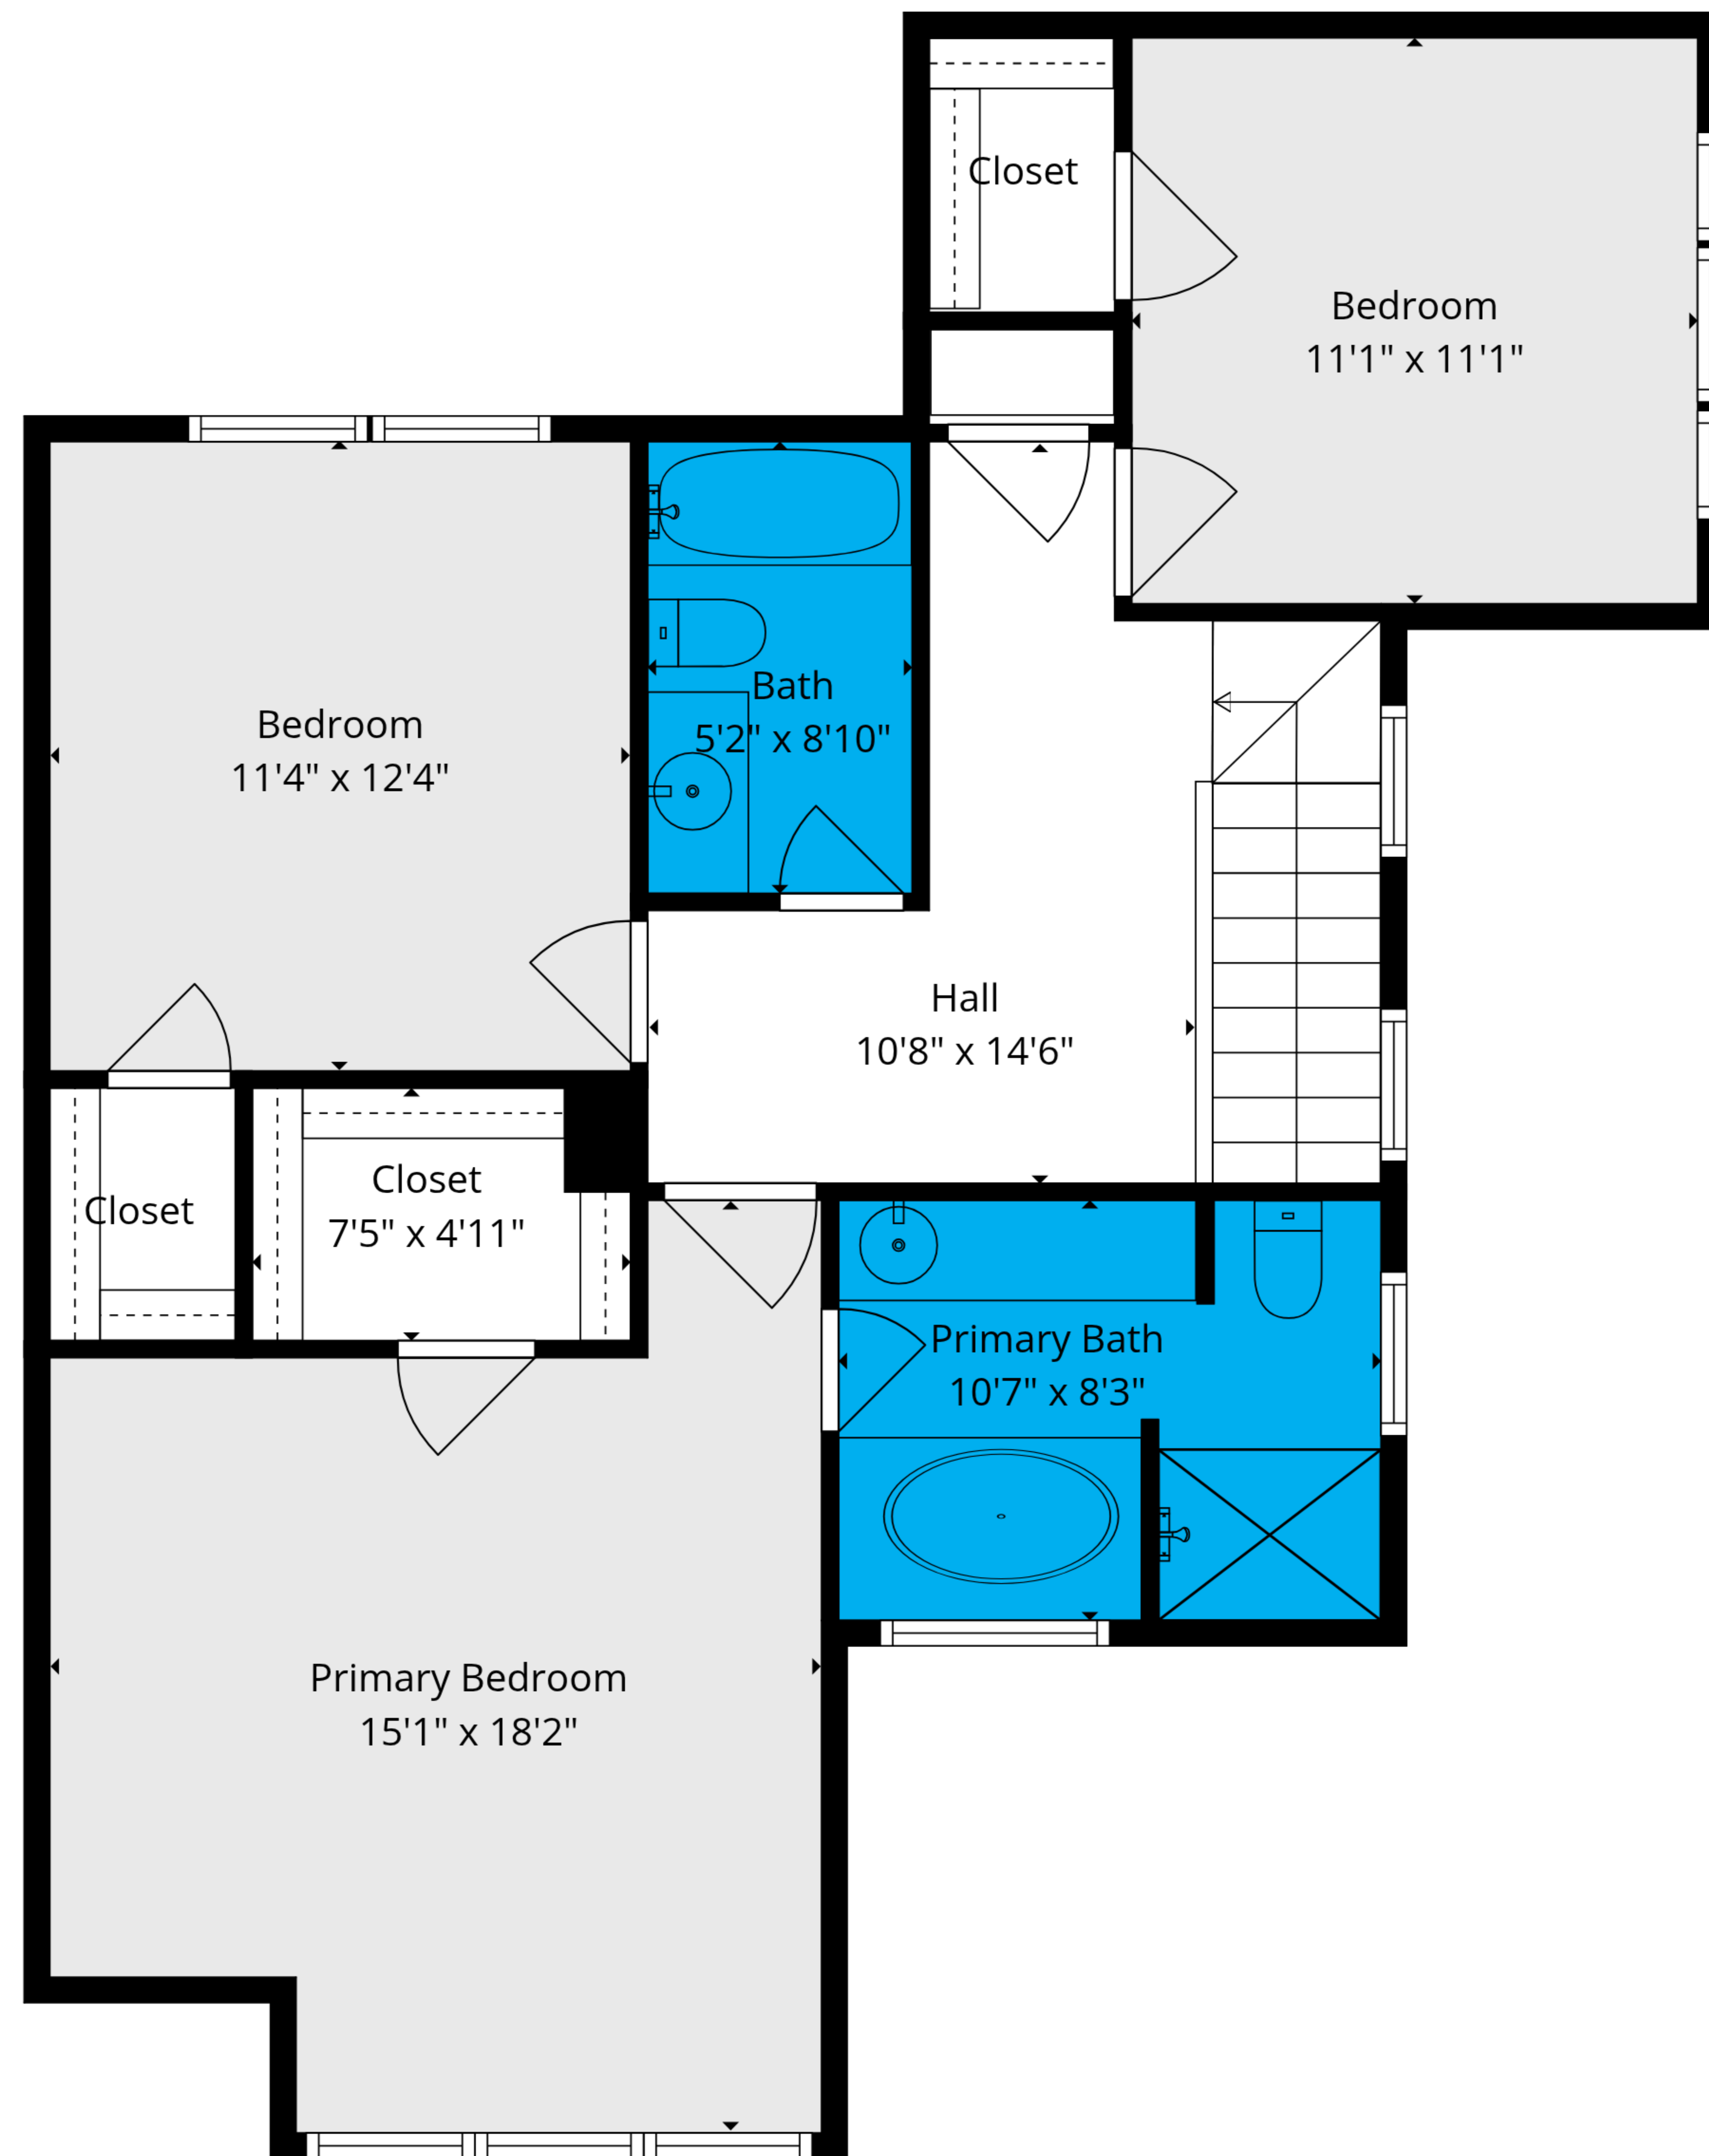 Closet
Bedroom
11'1" x 11'1"
Bedroom
11'4" x 12'4"
Bath
5'2" x 8'10"
Hall
10'8" x 14'6"
Closet
Closet
7'5" x 4'11"
Primary Bath
10'7" x 8'3"
Primary Bedroom
15'1" x 18'2"